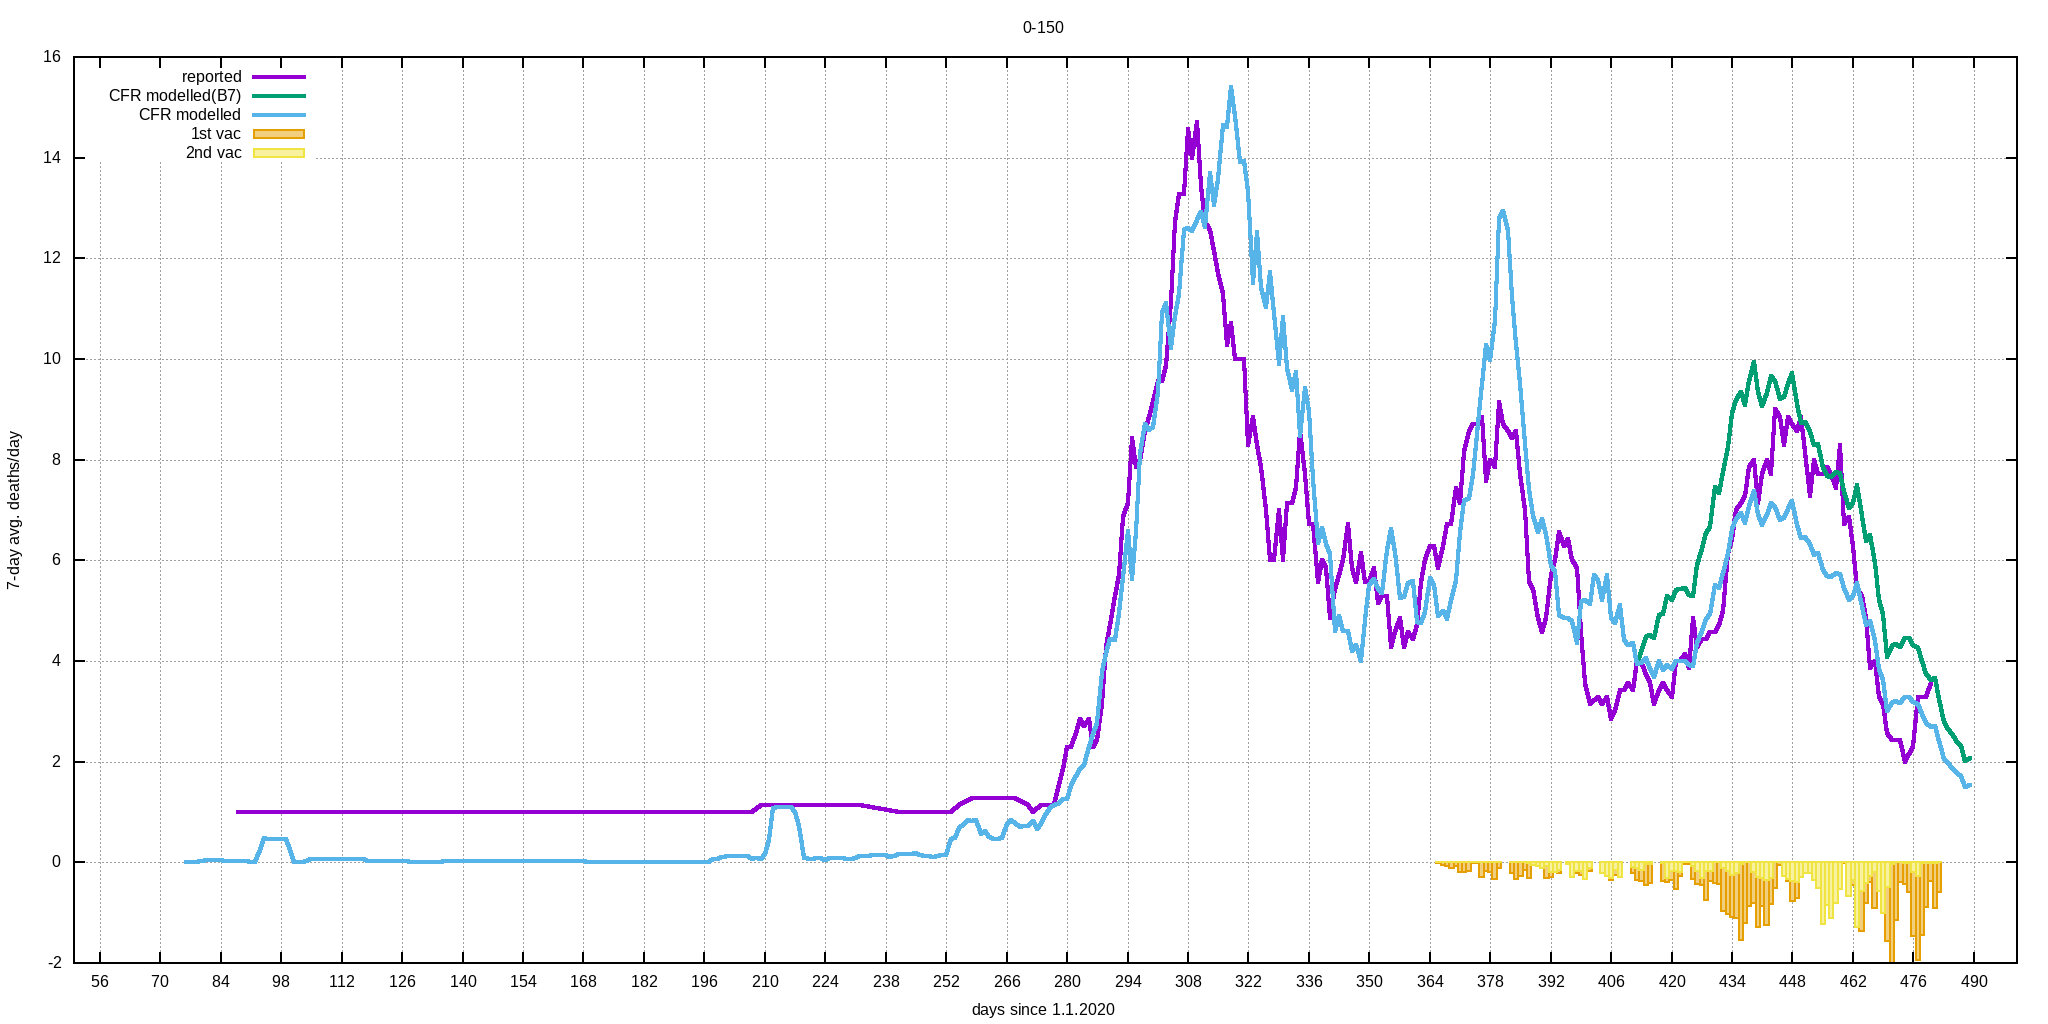 0-150
reported
CFR modelled(B7)
CFR modelled
1st vac
2nd vac
16
14
12
10
8
6
4
2
0
-2
7-day avg. deaths/day
56 70 84 98 112 126 140 154 168 182 196 210 224 238 252 266 280 294 308 322 336 350 364 378 392 406 420 434 448 462 476 490
days since 1.1.2020